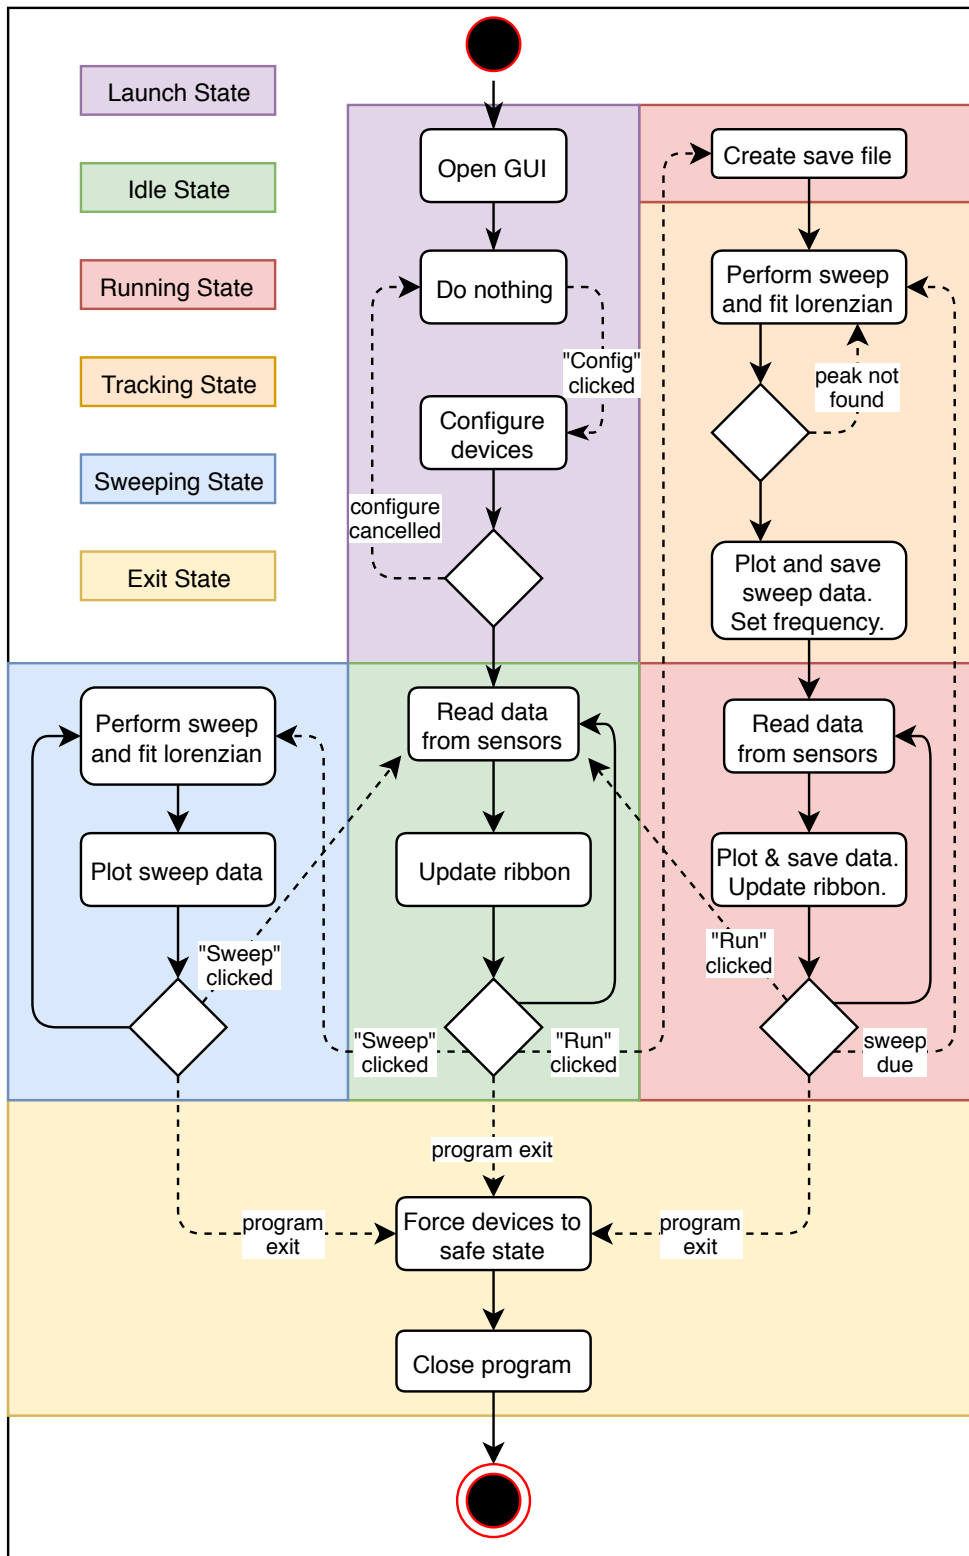 Launch State
Idle State
Running State
Tracking State
Sweeping State
Exit State
Open GUI
Do nothing
"Config"
clicked
Configure
devices
configure
cancelled
Create save file
Perform sweep
and fit lorenzian
peak not
found
Plot and save
sweep data.
Set frequency.
Perform sweep
and fit lorenzian
Plot sweep data
"Sweep"
clicked
Read data
from sensors
Update ribbon
"Sweep"
clicked
"Run"
clicked
Read data
from sensors
Plot & save data.
Update ribbon.
"Run"
clicked
sweep
due
program exit
program
exit
Force devices to
safe state
program
exit
Close program